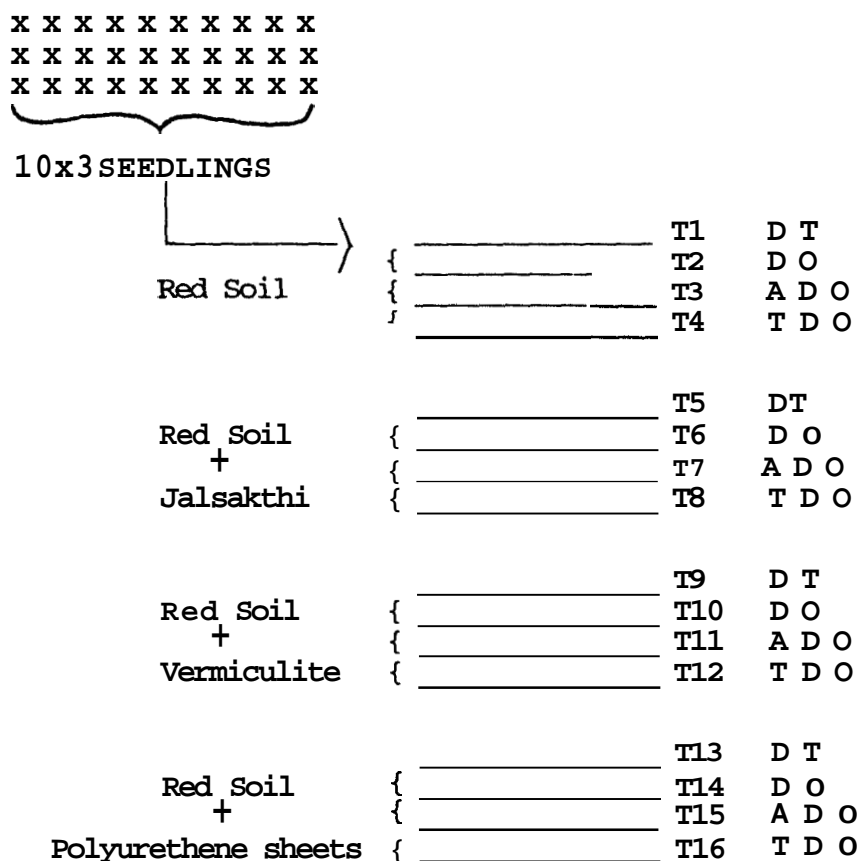 x x x x x x x x x x
x x x x x x x x x x
x x x x x x x x x x
10x3 SEEDLINGS
T1 D T
{ T2 D O
Red Soil { T3 A D O
{ T4 T D O
T5 DT
Red Soil { T6 D O
+ { T7 A D O
Jalsakthi { T8 T D O
T9 D T
Red Soil { T10 D O
+ { T11 A D O
Vermiculite { T12 T D O
T13 D T
Red Soil { T14 D O
+ { T15 A D O
Polyurethene sheets { T16 T D O